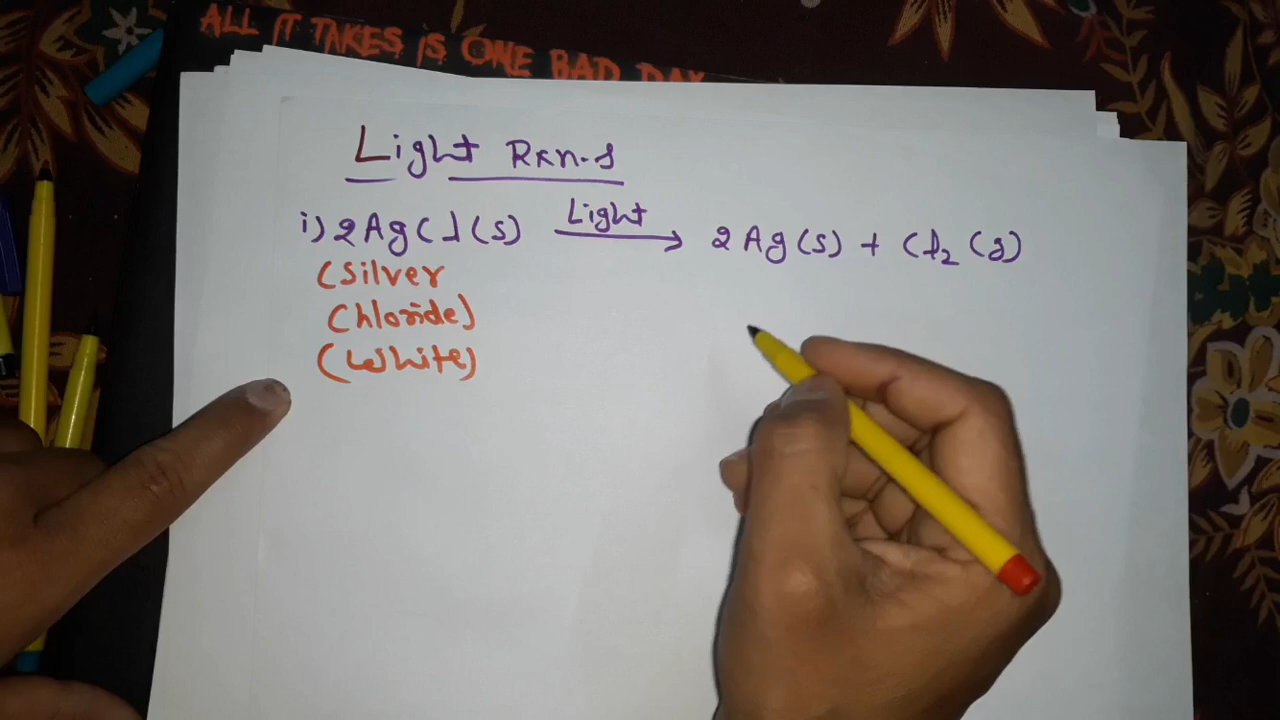 ALL IT TAKES IS ONE BAD DAY
Light Rxn-s
i) 2AgCl(s) Light 2Ag(s) + Cl2(g)
(Silver
Chloride)
(White)